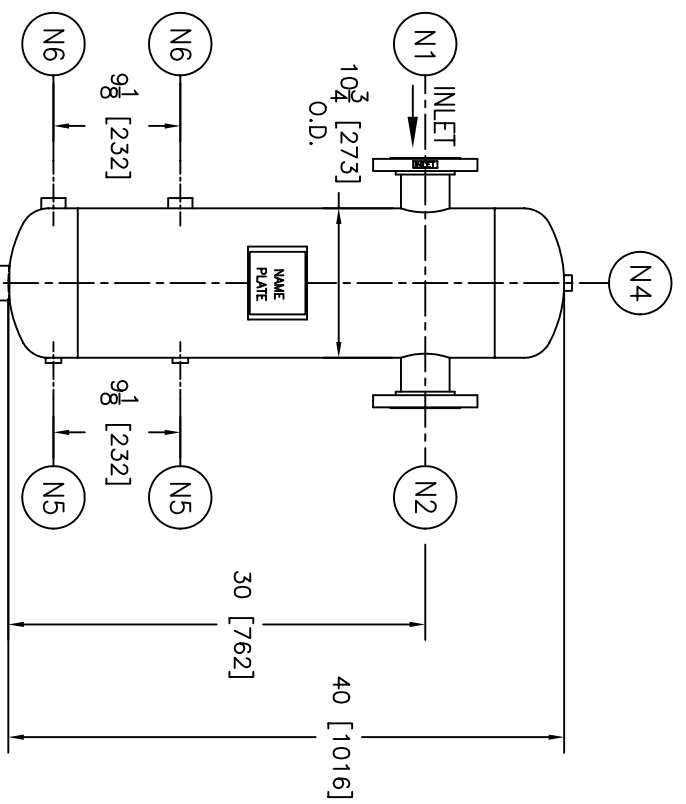 N4
N1
INLET
INLET
N2
10 3/4 [273]
O.D.
NAME
PLATE
N6
N5
9 1/8 [232]
9 1/8 [232]
N6
N5
30 [762]
40 [1016]